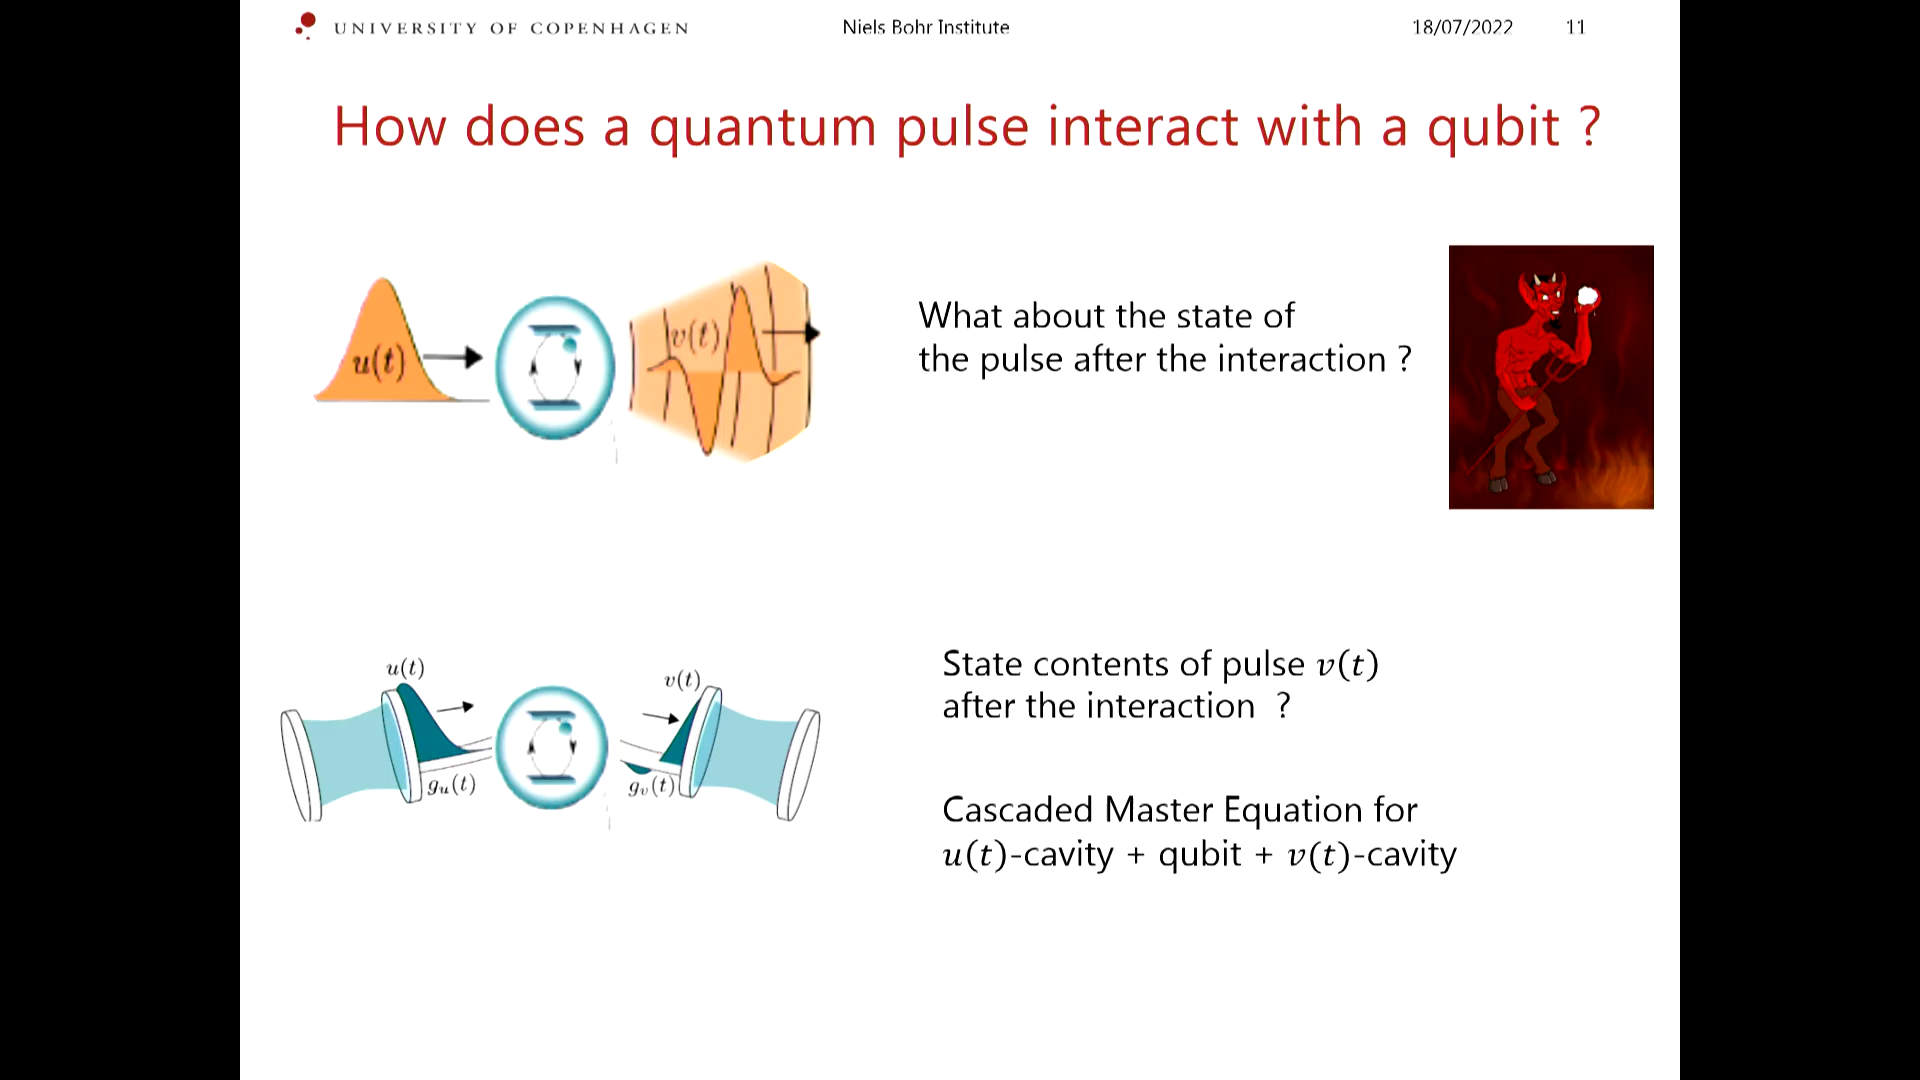 UNIVERSITY OF COPENHAGEN
Niels Bohr Institute
18/07/2022
11
How does a quantum pulse interact with a qubit ?
u(t)
v(t)
What about the state of
the pulse after the interaction ?
u(t)
v(t)
g_u(t)
g_v(t)
State contents of pulse v(t)
after the interaction ?
Cascaded Master Equation for
u(t)-cavity + qubit + v(t)-cavity